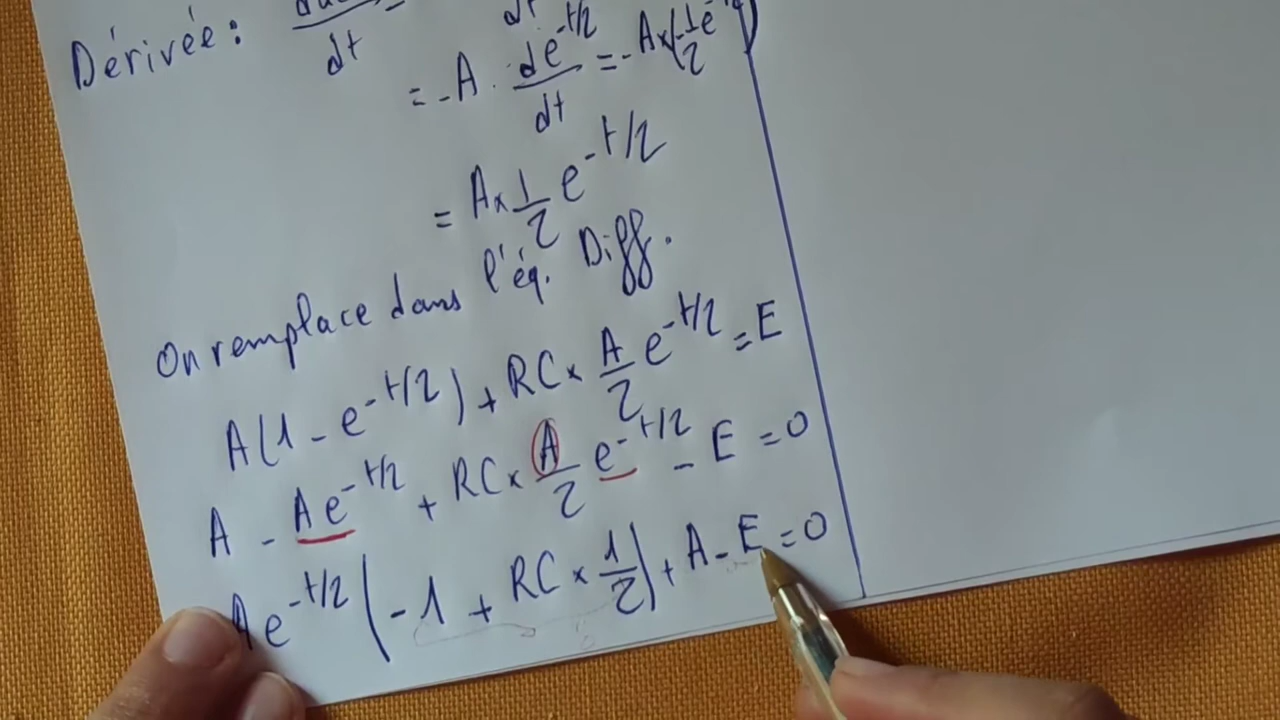 Dérivée: du /dt = d
= -A · de^-t/2 /dt = -A×(-1/2 e
= A× 1/2 e^-t/2
On remplace dans l'éq. Diff.
A(1 - e^-t/2) + RC× A/2 e^-t/2 = E
A - Ae^-t/2 + RC× A/2 e^-t/2 - E = 0
Ae^-t/2 (-1 + RC × 1/2) + A - E = 0